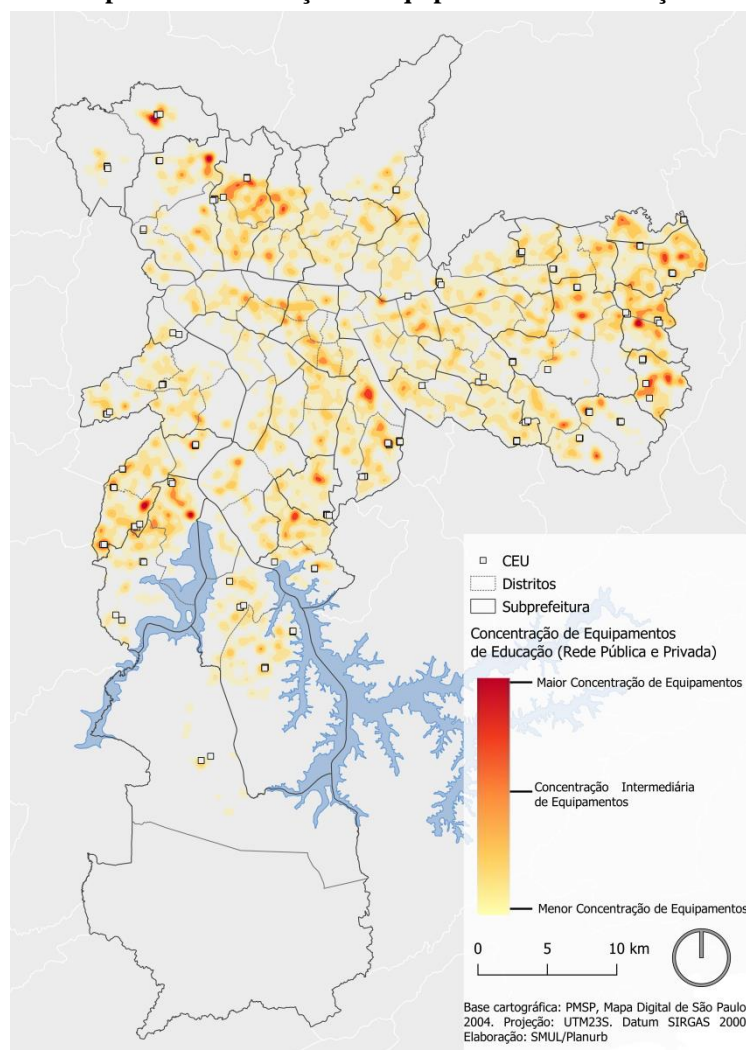 CEU
Distritos
Subprefeitura
Concentração de Equipamentos
de Educação (Rede Pública e Privada)
Maior Concentração de Equipamentos
Concentração Intermediária
de Equipamentos
Menor Concentração de Equipamentos
0 5 10 km
Base cartográfica: PMSP, Mapa Digital de São Paulo
2004. Projeção: UTM23S. Datum SIRGAS 2000
Elaboração: SMUL/Planurb